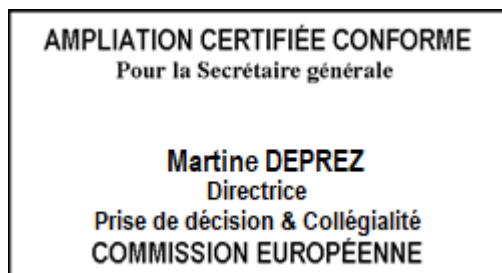 AMPLIATION CERTIFIÉE CONFORME
Pour la Secrétaire générale
Martine DEPREZ
Directrice
Prise de décision & Collégialité
COMMISSION EUROPÉENNE